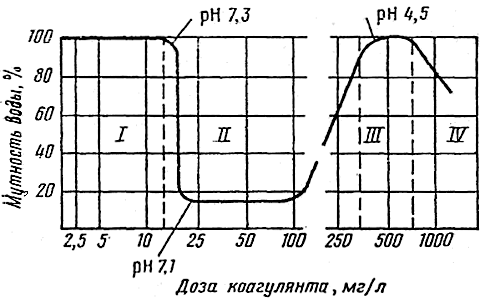 pH 7,3
pH 4,5
Мутность воды, %
100
80
60
40
20
I
II
III
IV
2,5 5 10 25 50 100 250 500 1000
pH 7,1
Доза коагулянта, мг/л